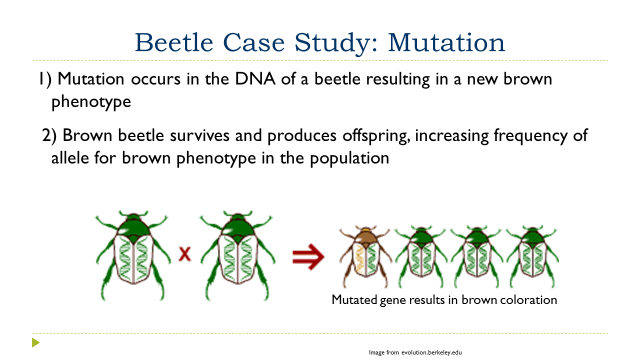 Beetle Case Study: Mutation
1) Mutation occurs in the DNA of a beetle resulting in a new brown
phenotype
2) Brown beetle survives and produces offspring, increasing frequency of
allele for brown phenotype in the population
x
Mutated gene results in brown coloration
Image from evolution.berkeley.edu